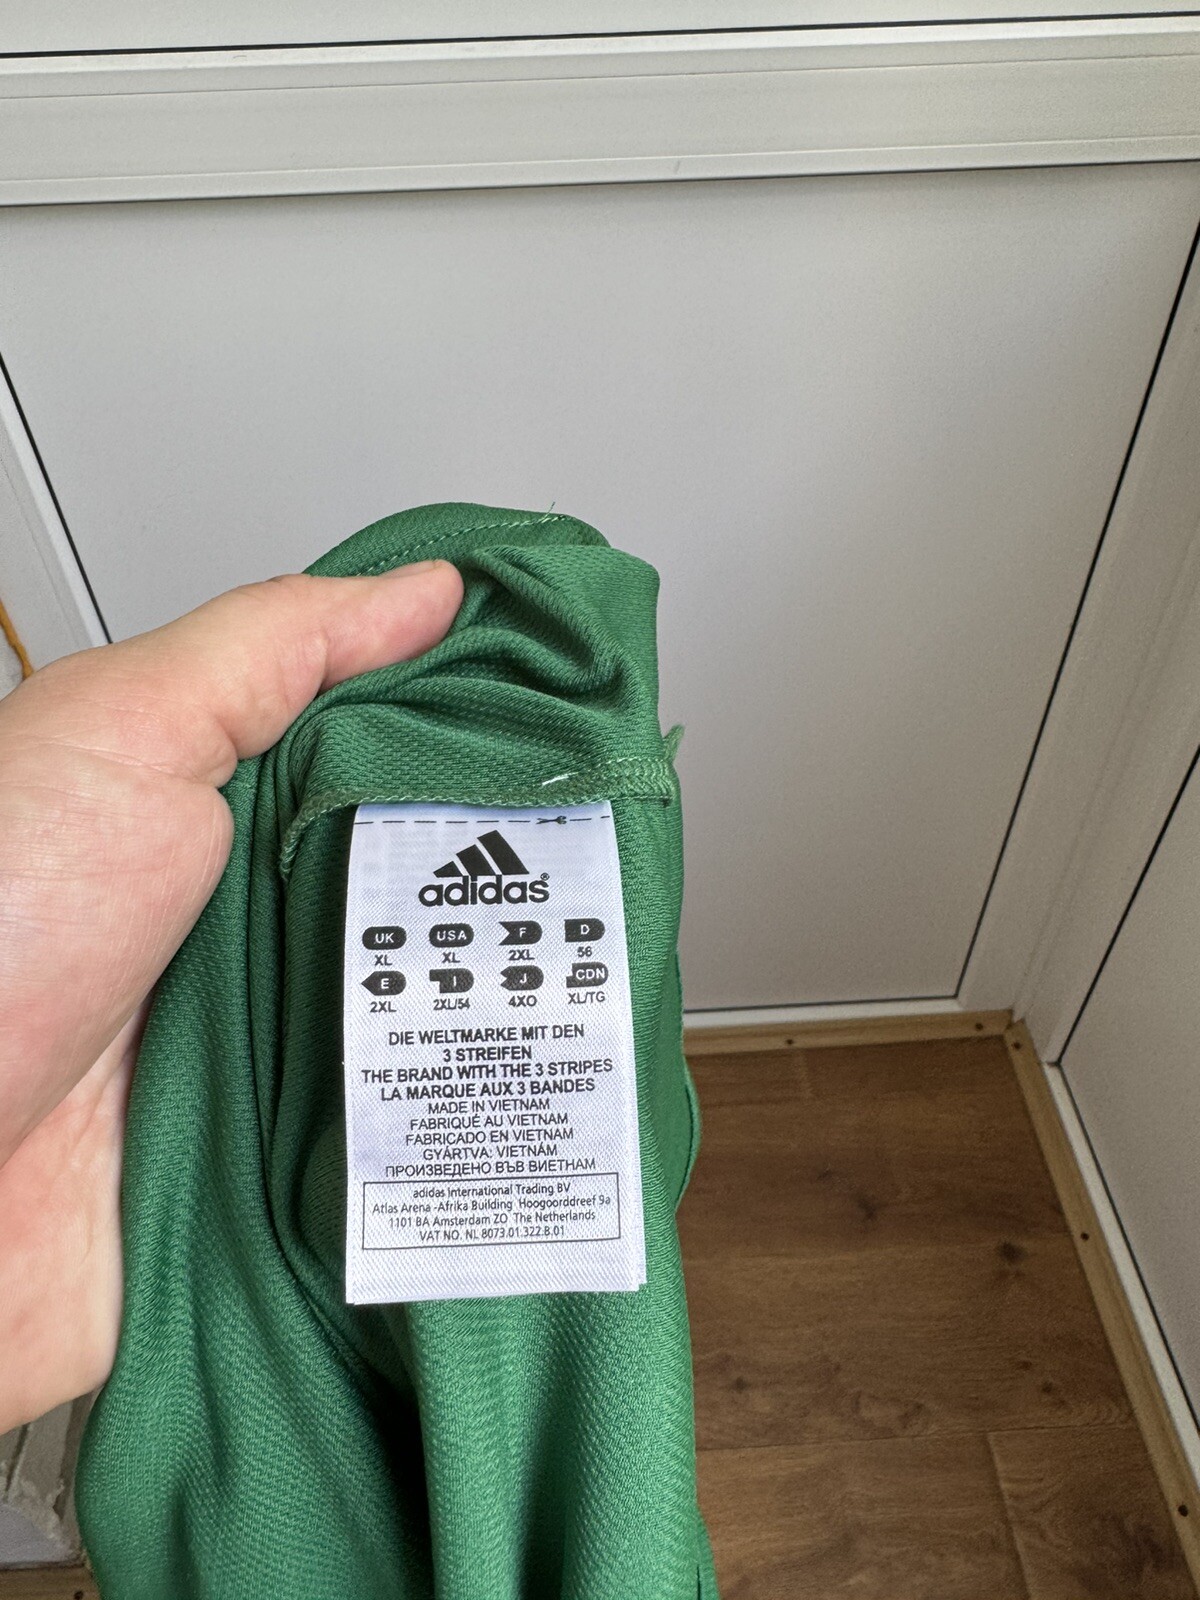 adidas®
UK USA F D
XL XL 2XL 56
E I J CDN
2XL 2XL/54 4XO XL/TG
DIE WELTMARKE MIT DEN
3 STREIFEN
THE BRAND WITH THE 3 STRIPES
LA MARQUE AUX 3 BANDES
MADE IN VIETNAM
FABRIQUÉ AU VIETNAM
FABRICADO EN VIETNAM
GYÁRTVA: VIETNÁM
ПРОИЗВЕДЕНО ВЪВ ВИЕТНАМ
adidas International Trading BV
Atlas Arena -Afrika Building Hoogoorddreef 9a
1101 BA Amsterdam ZO The Netherlands
VAT NO. NL 8073.01.322.B.01